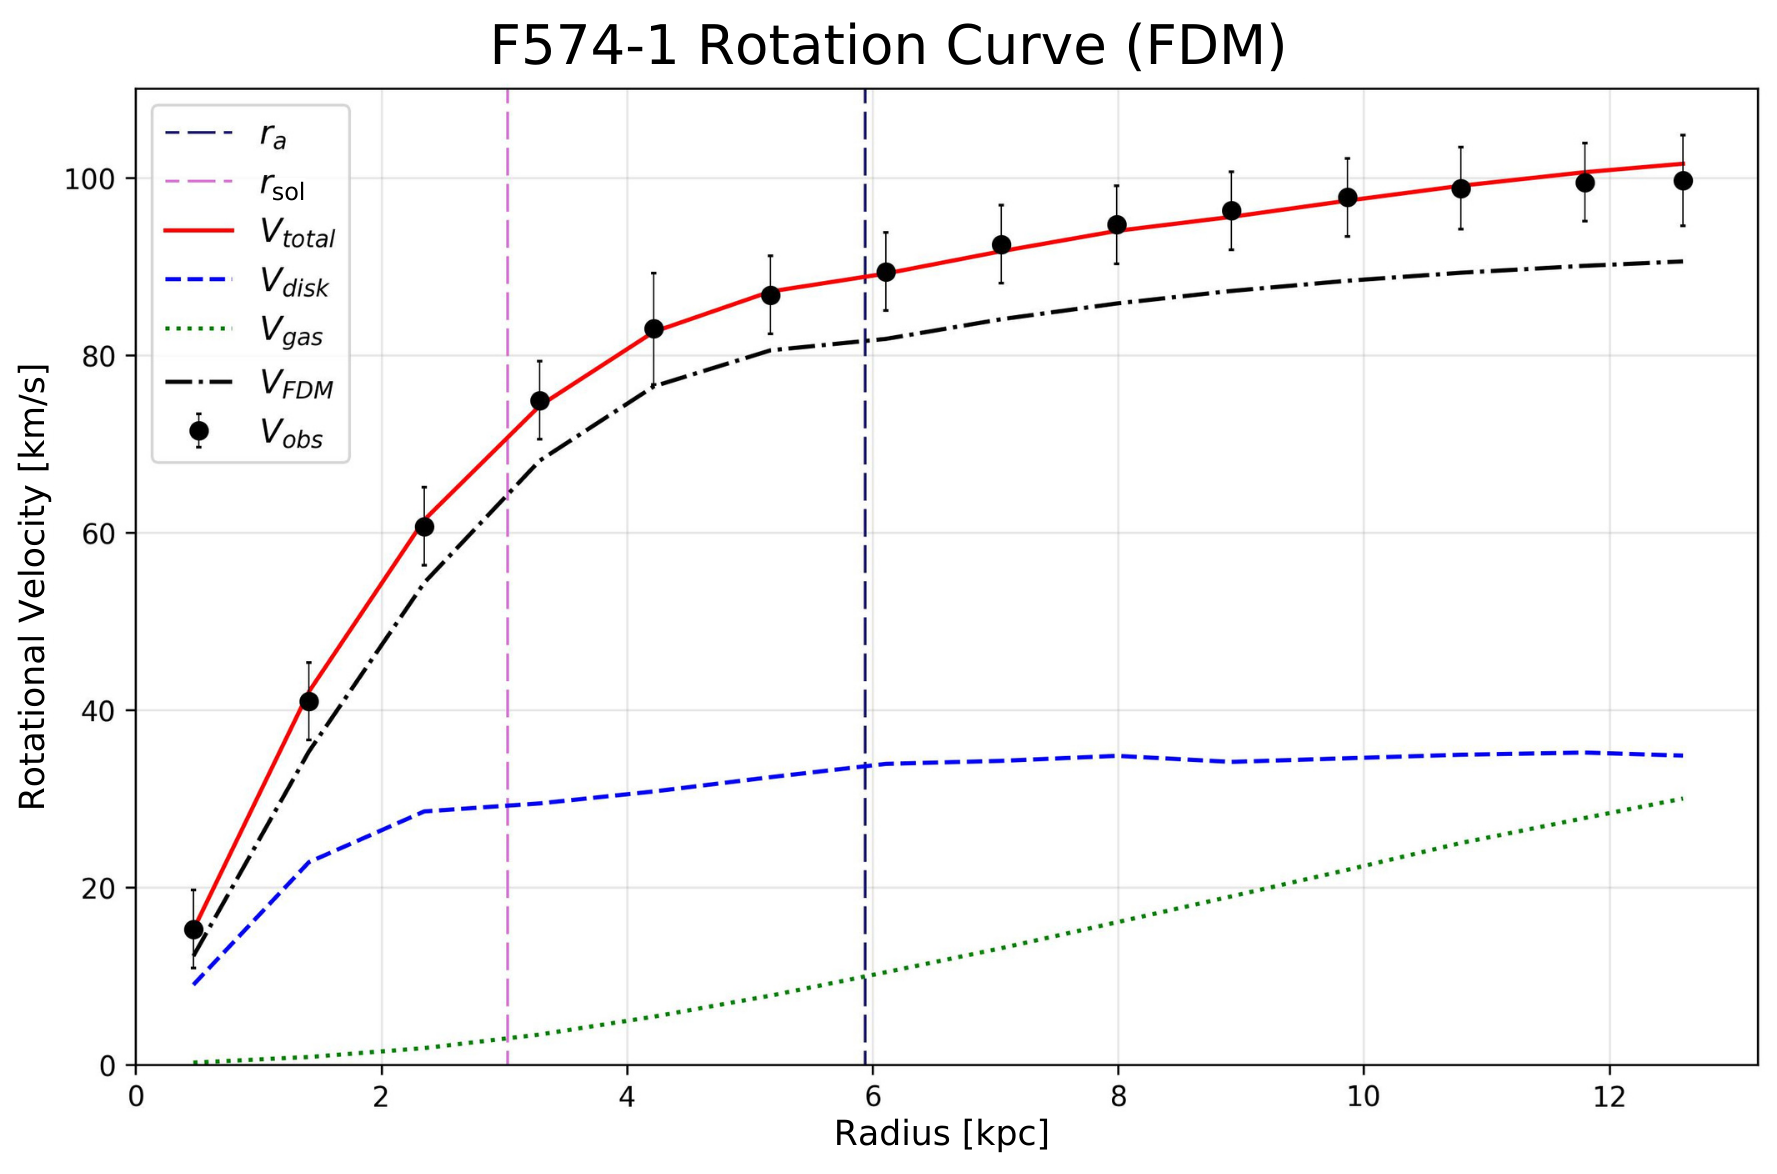 F574-1 Rotation Curve (FDM)
r_a
r_sol
V_total
V_disk
V_gas
V_FDM
V_obs
Rotational Velocity [km/s]
100
80
60
40
20
0
0 2 4 6 8 10 12
Radius [kpc]